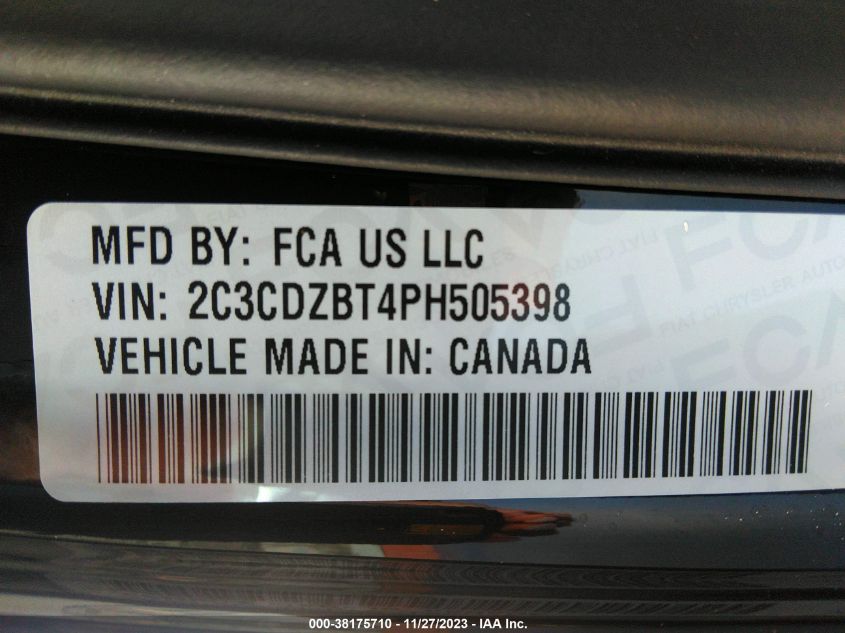 MFD BY: FCA US LLC
VIN: 2C3CDZBT4PH505398
VEHICLE MADE IN: CANADA
000-38175710 - 11/27/2023 - IAA Inc.